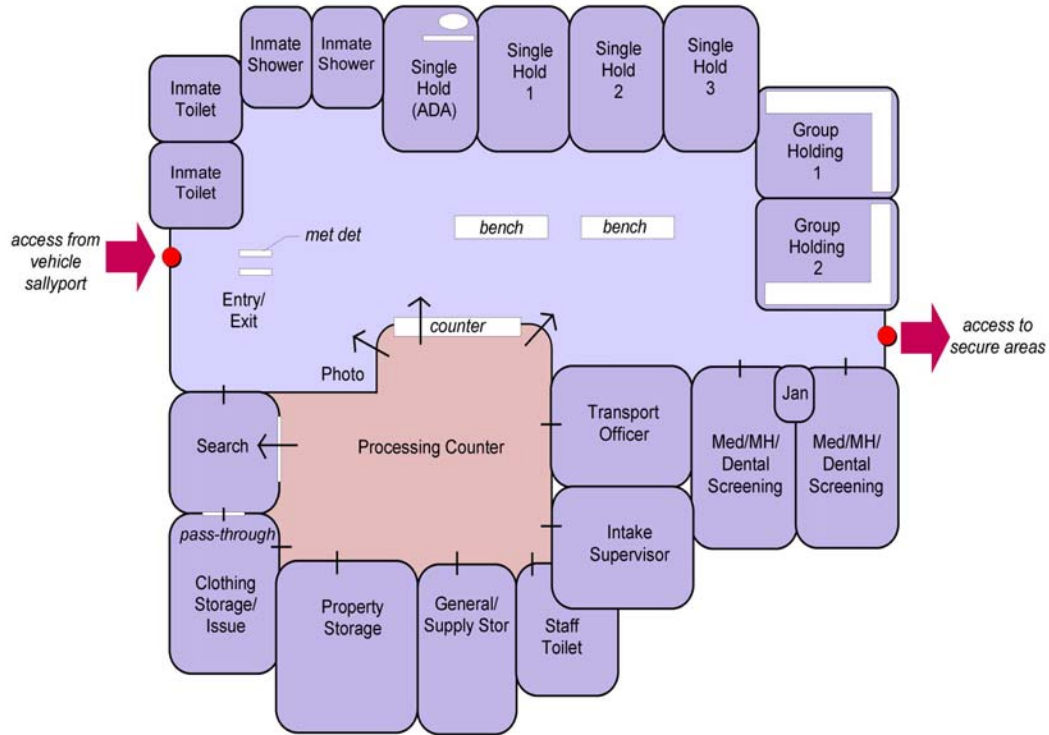 Inmate
Shower
Inmate
Shower
Single
Hold
(ADA)
Single
Hold
1
Single
Hold
2
Single
Hold
3
Inmate
Toilet
Inmate
Toilet
Group
Holding
1
Group
Holding
2
access from
vehicle
sallyport
met det
bench
bench
Entry/
Exit
counter
access to
secure areas
Photo
Jan
Search
Processing Counter
Transport
Officer
Med/MH/
Dental
Screening
Med/MH/
Dental
Screening
pass-through
Intake
Supervisor
Clothing
Storage/
Issue
Property
Storage
General/
Supply Stor
Staff
Toilet